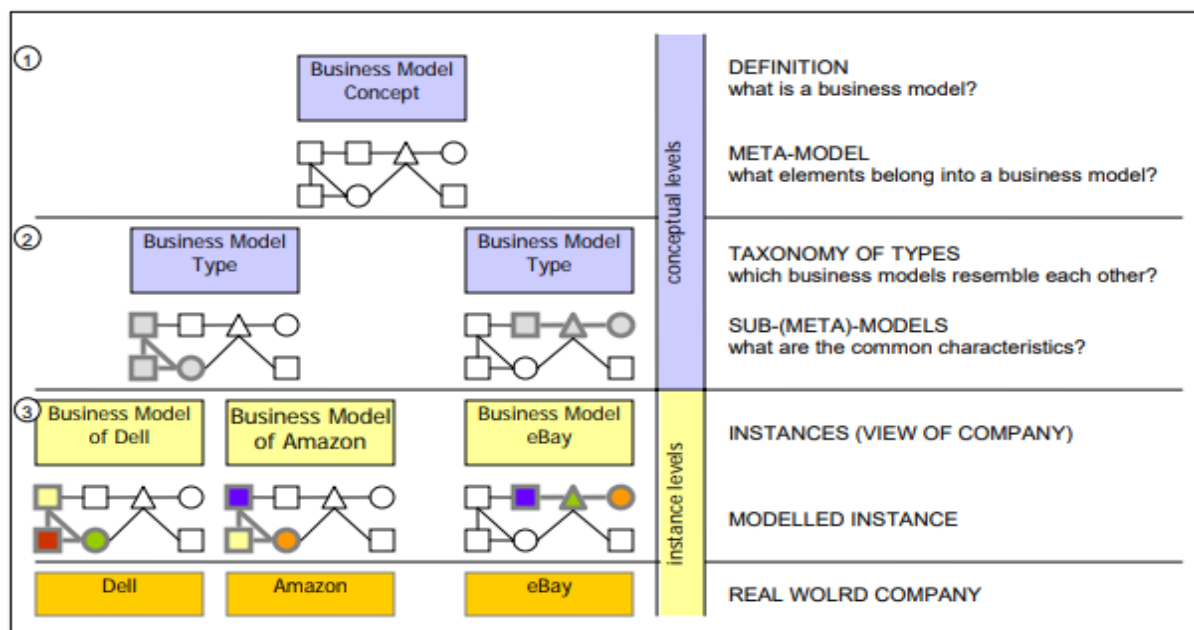 1
Business Model
Concept
DEFINITION
what is a business model?
META-MODEL
what elements belong into a business model?
conceptual levels
2
Business Model
Type
Business Model
Type
TAXONOMY OF TYPES
which business models resemble each other?
SUB-(META)-MODELS
what are the common characteristics?
3
Business Model
of Dell
Business Model
of Amazon
Business Model
eBay
INSTANCES (VIEW OF COMPANY)
MODELLED INSTANCE
instance levels
Dell
Amazon
eBay
REAL WOLRD COMPANY